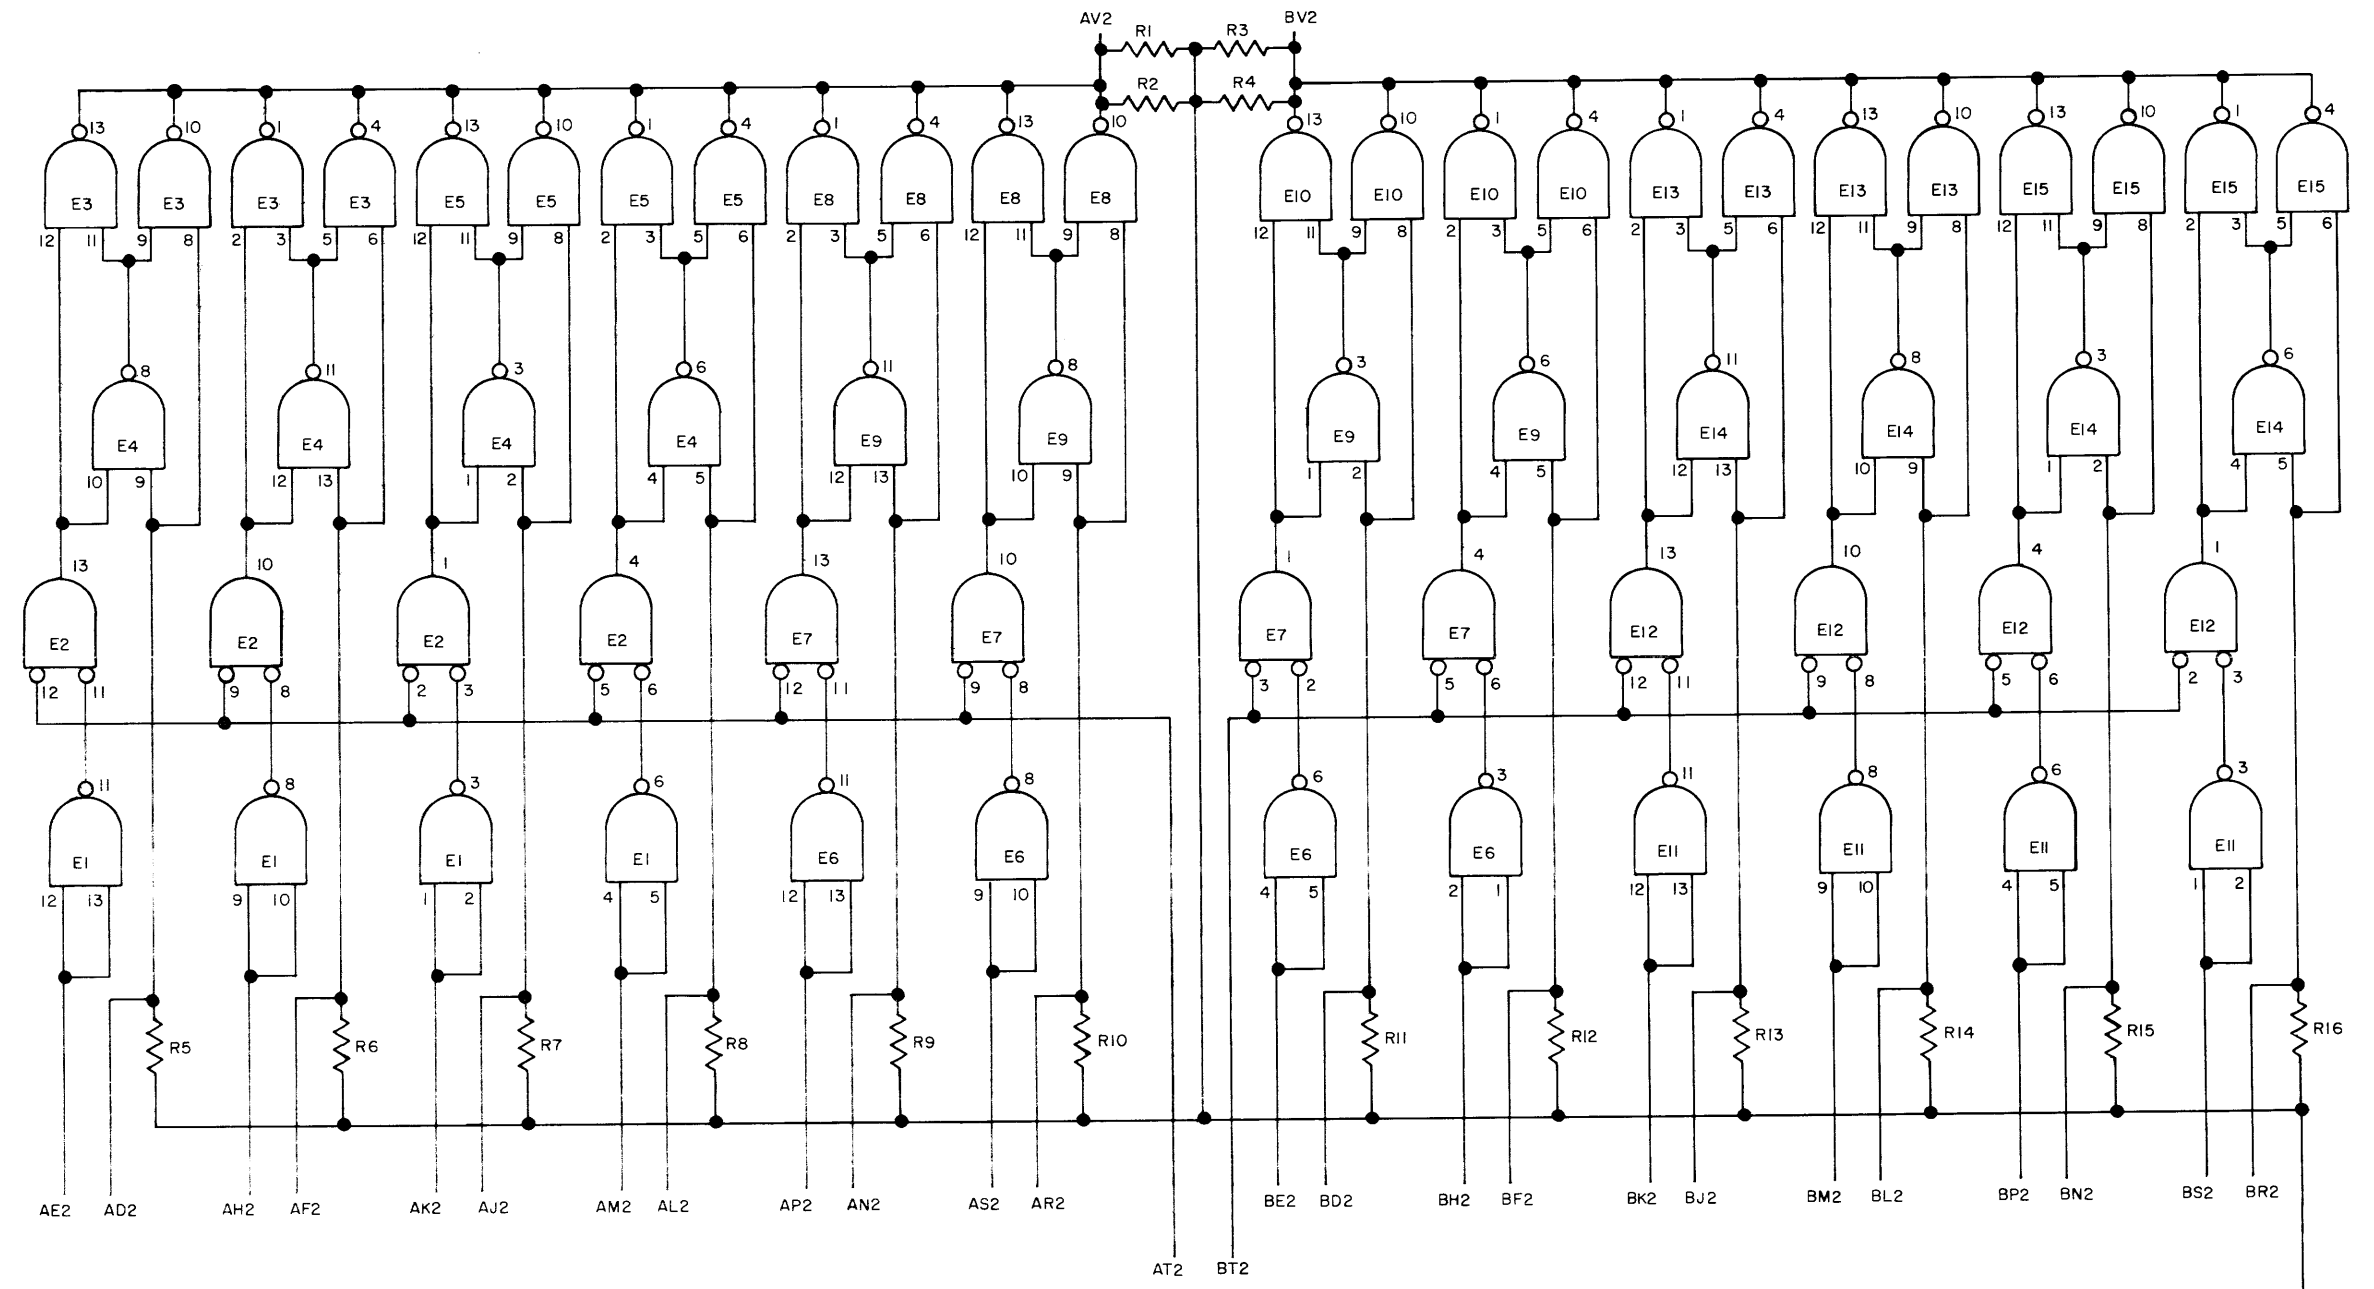 AV2 BV2
R1 R3
R2 R4
13 10 1 4 13 10 1 4 1 4 13 10 13 10 1 4 1 4 13 10 13 10 1 4
E3 E3 E3 E3 E5 E5 E5 E5 E8 E8 E8 E8 E10 E10 E10 E10 E13 E13 E13 E13 E15 E15 E15 E15
12 11 9 8 2 3 5 6 12 11 9 8 2 3 5 6 2 3 5 6 12 11 9 8 12 11 9 8 2 3 5 6 2 3 5 6 12 11 9 8 12 11 9 8 2 3 5 6
8 11 3 6 11 8 3 6 11 8 3 6
E4 E4 E4 E4 E9 E9 E9 E9 E14 E14 E14 E14
10 9 12 13 1 2 4 5 12 13 10 9 1 2 4 5 12 13 10 9 1 2 4 5
13 10 1 4 13 10 1 4 13 10 4 1
E2 E2 E2 E2 E7 E7 E7 E7 E12 E12 E12 E12
12 11 9 8 2 3 5 6 12 11 9 8 3 2 5 6 12 11 9 8 5 6 2 3
11 8 3 6 11 8 6 3 11 8 6 3
E1 E1 E1 E1 E6 E6 E6 E6 E11 E11 E11 E11
12 13 9 10 1 2 4 5 12 13 9 10 4 5 2 1 12 13 9 10 4 5 1 2
R5 R6 R7 R8 R9 R10 R11 R12 R13 R14 R15 R16
AE2 AD2 AH2 AF2 AK2 AJ2 AM2 AL2 AP2 AN2 AS2 AR2 BE2 BD2 BH2 BF2 BK2 BJ2 BM2 BL2 BP2 BN2 BS2 BR2
AT2 BT2